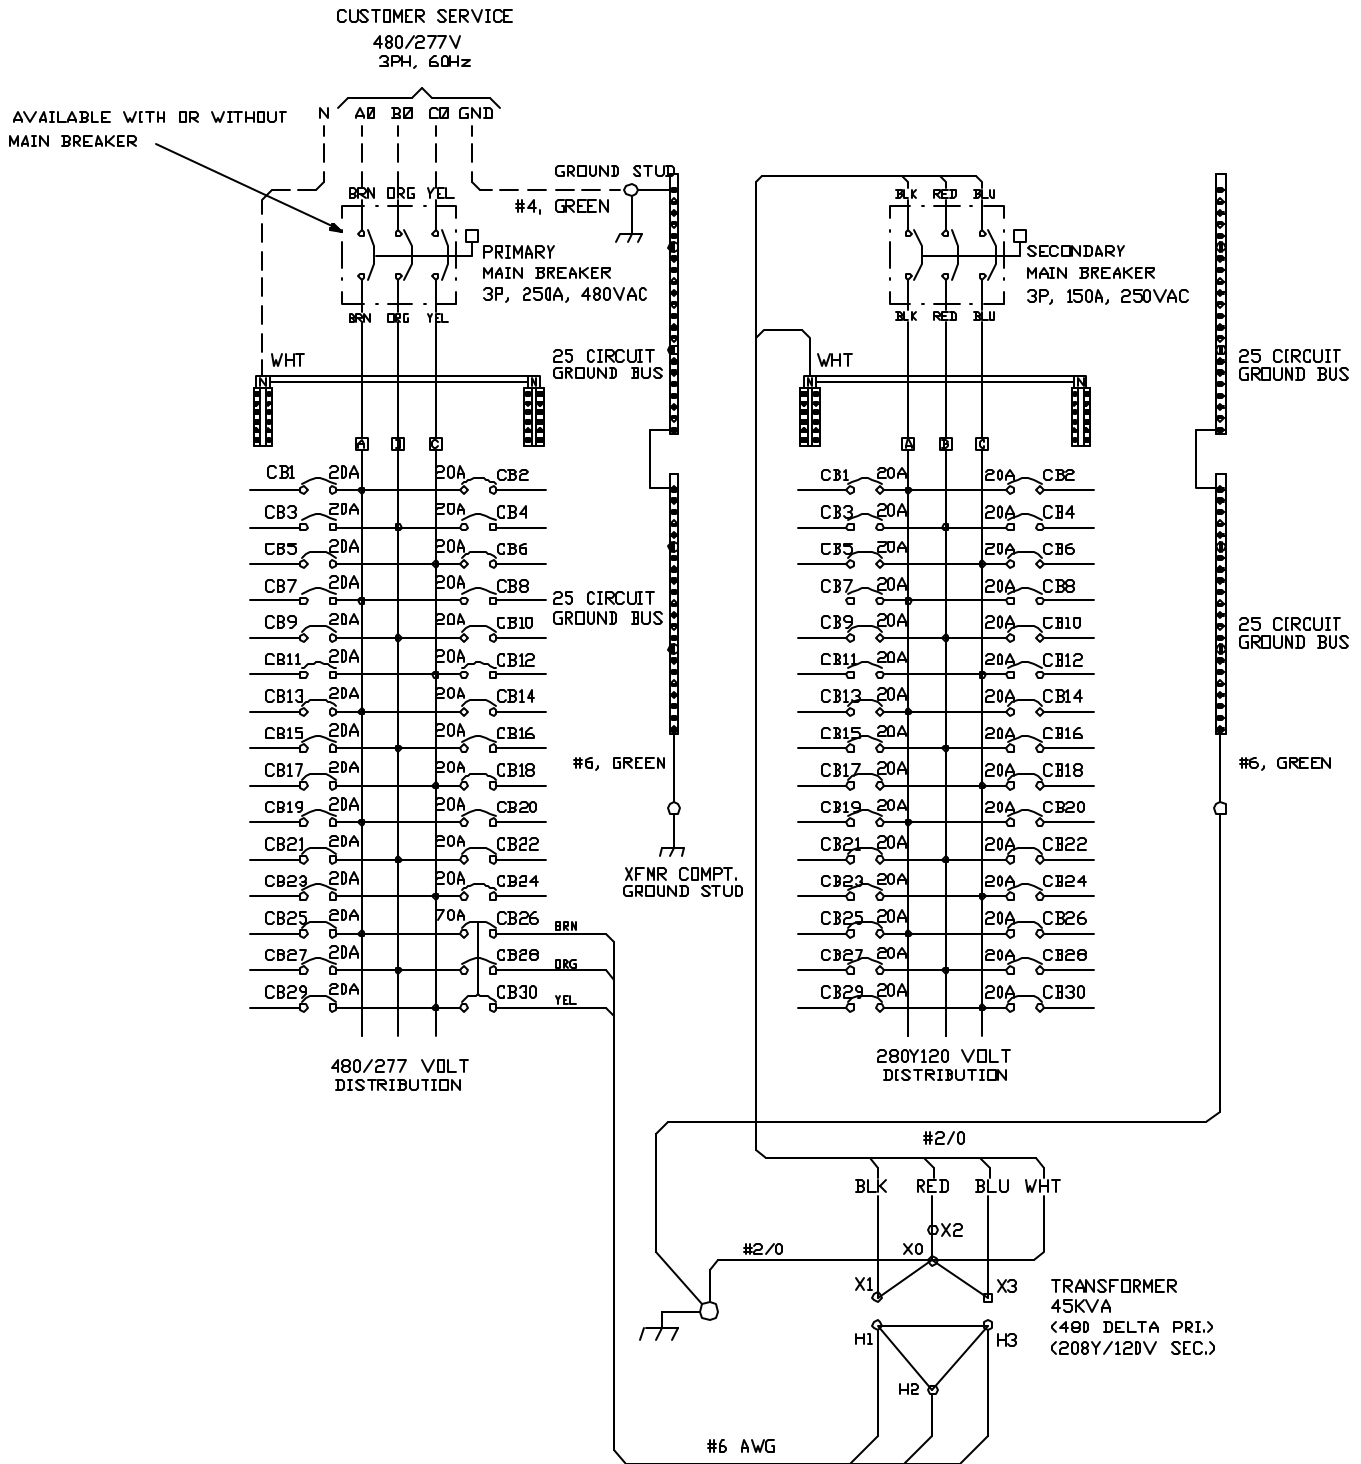 CUSTOMER SERVICE
480/277V
3PH, 60Hz
AVAILABLE WITH OR WITHOUT
MAIN BREAKER
N AØ BØ CØ GND
GROUND STUD
#4, GREEN
BRN ORG YEL
PRIMARY
MAIN BREAKER
3P, 250A, 480VAC
BRN ORG YEL
BLK RED BLU
SECONDARY
MAIN BREAKER
3P, 150A, 250VAC
BLK RED BLU
WHT
25 CIRCUIT
GROUND BUS
WHT
25 CIRCUIT
GROUND BUS
N N
N N
A C
A B C
CB1 20A 20A CB2
CB3 20A 20A CB4
CB5 20A 20A CB6
CB7 20A 20A CB8
CB9 20A 20A CB10
CB11 20A 20A CB12
CB13 20A 20A CB14
CB15 20A 20A CB16
CB17 20A 20A CB18
CB19 20A 20A CB20
CB21 20A 20A CB22
CB23 20A 20A CB24
CB25 20A 70A CB26 BRN
CB27 20A CB28 ORG
CB29 20A CB30 YEL
480/277 VOLT
DISTRIBUTION
25 CIRCUIT
GROUND BUS
#6, GREEN
XFMR COMPT.
GROUND STUD
CB1 20A 20A CB2
CB3 20A 20A CB4
CB5 20A 20A CB6
CB7 20A 20A CB8
CB9 20A 20A CB10
CB11 20A 20A CB12
CB13 20A 20A CB14
CB15 20A 20A CB16
CB17 20A 20A CB18
CB19 20A 20A CB20
CB21 20A 20A CB22
CB23 20A 20A CB24
CB25 20A 20A CB26
CB27 20A 20A CB28
CB29 20A 20A CB30
280Y120 VOLT
DISTRIBUTION
25 CIRCUIT
GROUND BUS
#6, GREEN
#2/0
BLK RED BLU WHT
X2
#2/0 X0
X1 X3
H1 H3
H2
TRANSFORMER
45KVA
(480 DELTA PRI.)
(208Y/120V SEC.)
#6 AWG